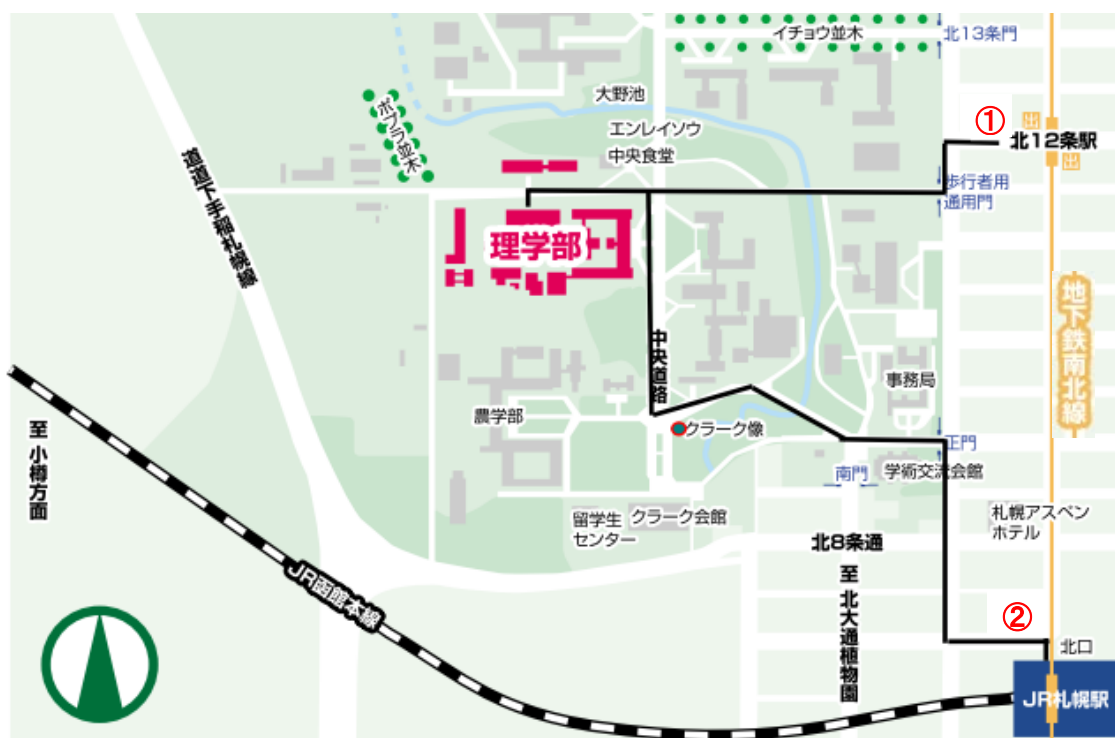 イチョウ並木
北13条門
大野池
ポプラ並木
①
出
北12条駅
エンレイソウ
中央食堂
出
歩行者用
通用門
道道下手稲札幌線
理学部
地下鉄南北線
中央道路
事務局
農学部
クラーク像
正門
至 小樽方面
南門
学術交流会館
留学生
センター
クラーク会館
札幌アスペン
ホテル
北8条通
至 北大通植物園
JR函館本線
②
北口
JR札幌駅